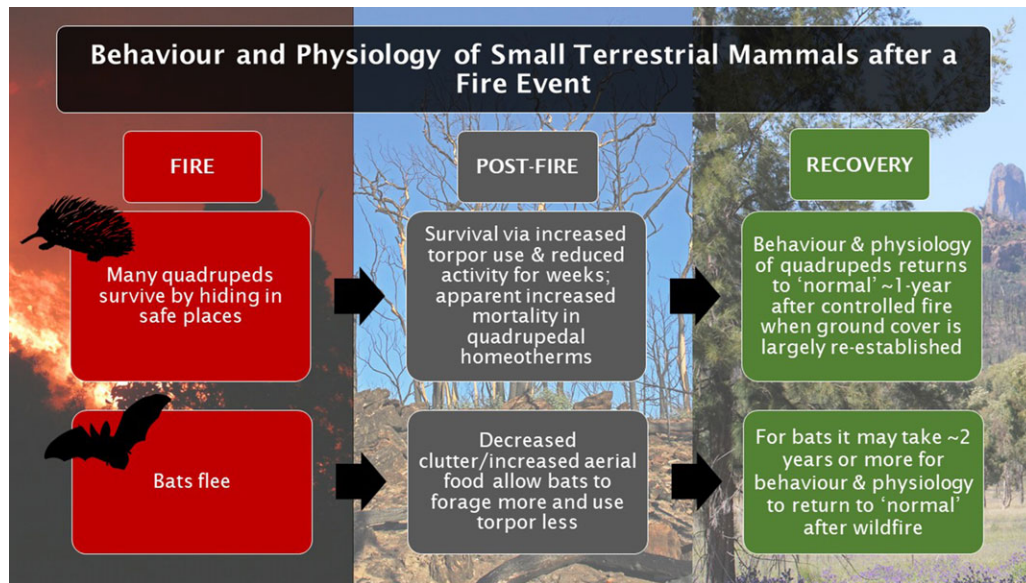 Behaviour and Physiology of Small Terrestrial Mammals after a
Fire Event
FIRE
POST-FIRE
RECOVERY
Many quadrupeds
survive by hiding in
safe places
Survival via increased
torpor use & reduced
activity for weeks;
apparent increased
mortality in
quadrupedal
homeotherms
Behaviour & physiology
of quadrupeds returns
to ‘normal’ ~1-year
after controlled fire
when ground cover is
largely re-established
Bats flee
Decreased
clutter/increased aerial
food allow bats to
forage more and use
torpor less
For bats it may take ~2
years or more for
behaviour & physiology
to return to ‘normal’
after wildfire